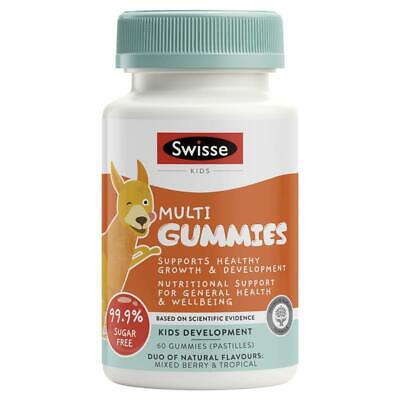 Swisse
KIDS
MULTI
GUMMIES
SUPPORTS HEALTHY
GROWTH & DEVELOPMENT
NUTRITIONAL SUPPORT
FOR GENERAL HEALTH
& WELLBEING
99.9%
SUGAR
FREE
BASED ON SCIENTIFIC EVIDENCE
KIDS DEVELOPMENT
60 GUMMIES (PASTILLES)
DUO OF NATURAL FLAVOURS:
MIXED BERRY & TROPICAL